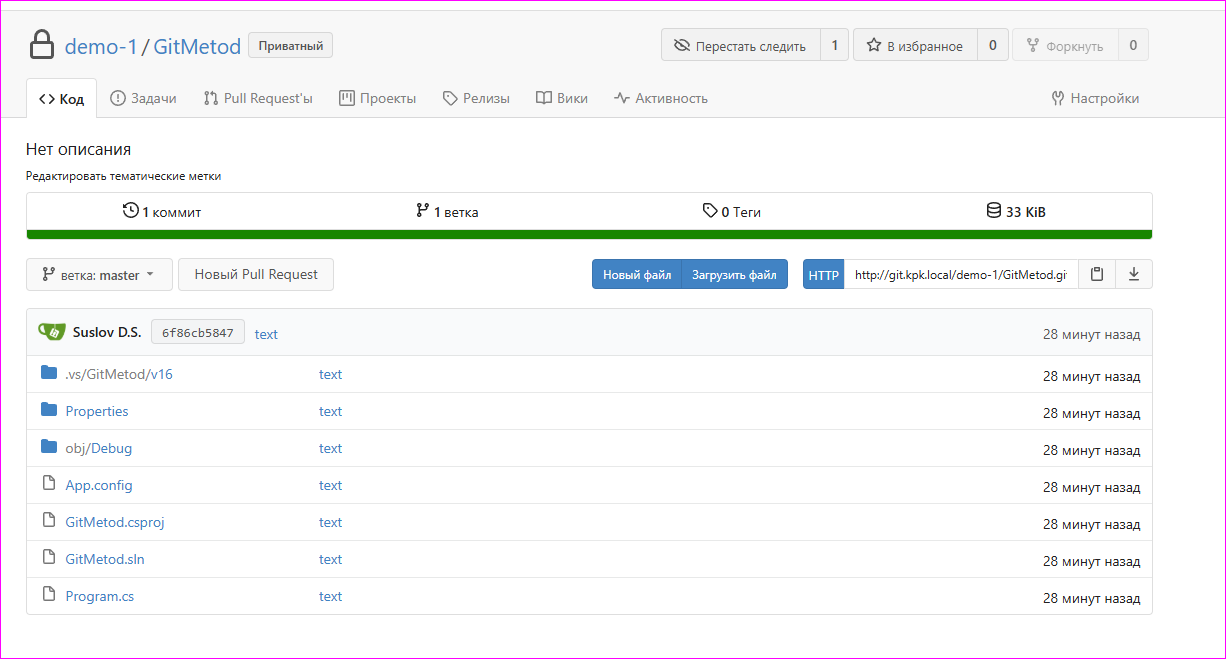 demo-1 / GitMetod Приватный Перестать следить 1 В избранное 0 Форкнуть 0
Код Задачи Pull Request'ы Проекты Релизы Вики Активность Настройки
Нет описания
Редактировать тематические метки
1 коммит 1 ветка 0 Теги 33 KiB
ветка: master Новый Pull Request Новый файл Загрузить файл HTTP http://git.kpk.local/demo-1/GitMetod.gi
Suslov D.S. 6f86cb5847 text 28 минут назад
.vs/GitMetod/v16 text 28 минут назад
Properties text 28 минут назад
obj/Debug text 28 минут назад
App.config text 28 минут назад
GitMetod.csproj text 28 минут назад
GitMetod.sln text 28 минут назад
Program.cs text 28 минут назад